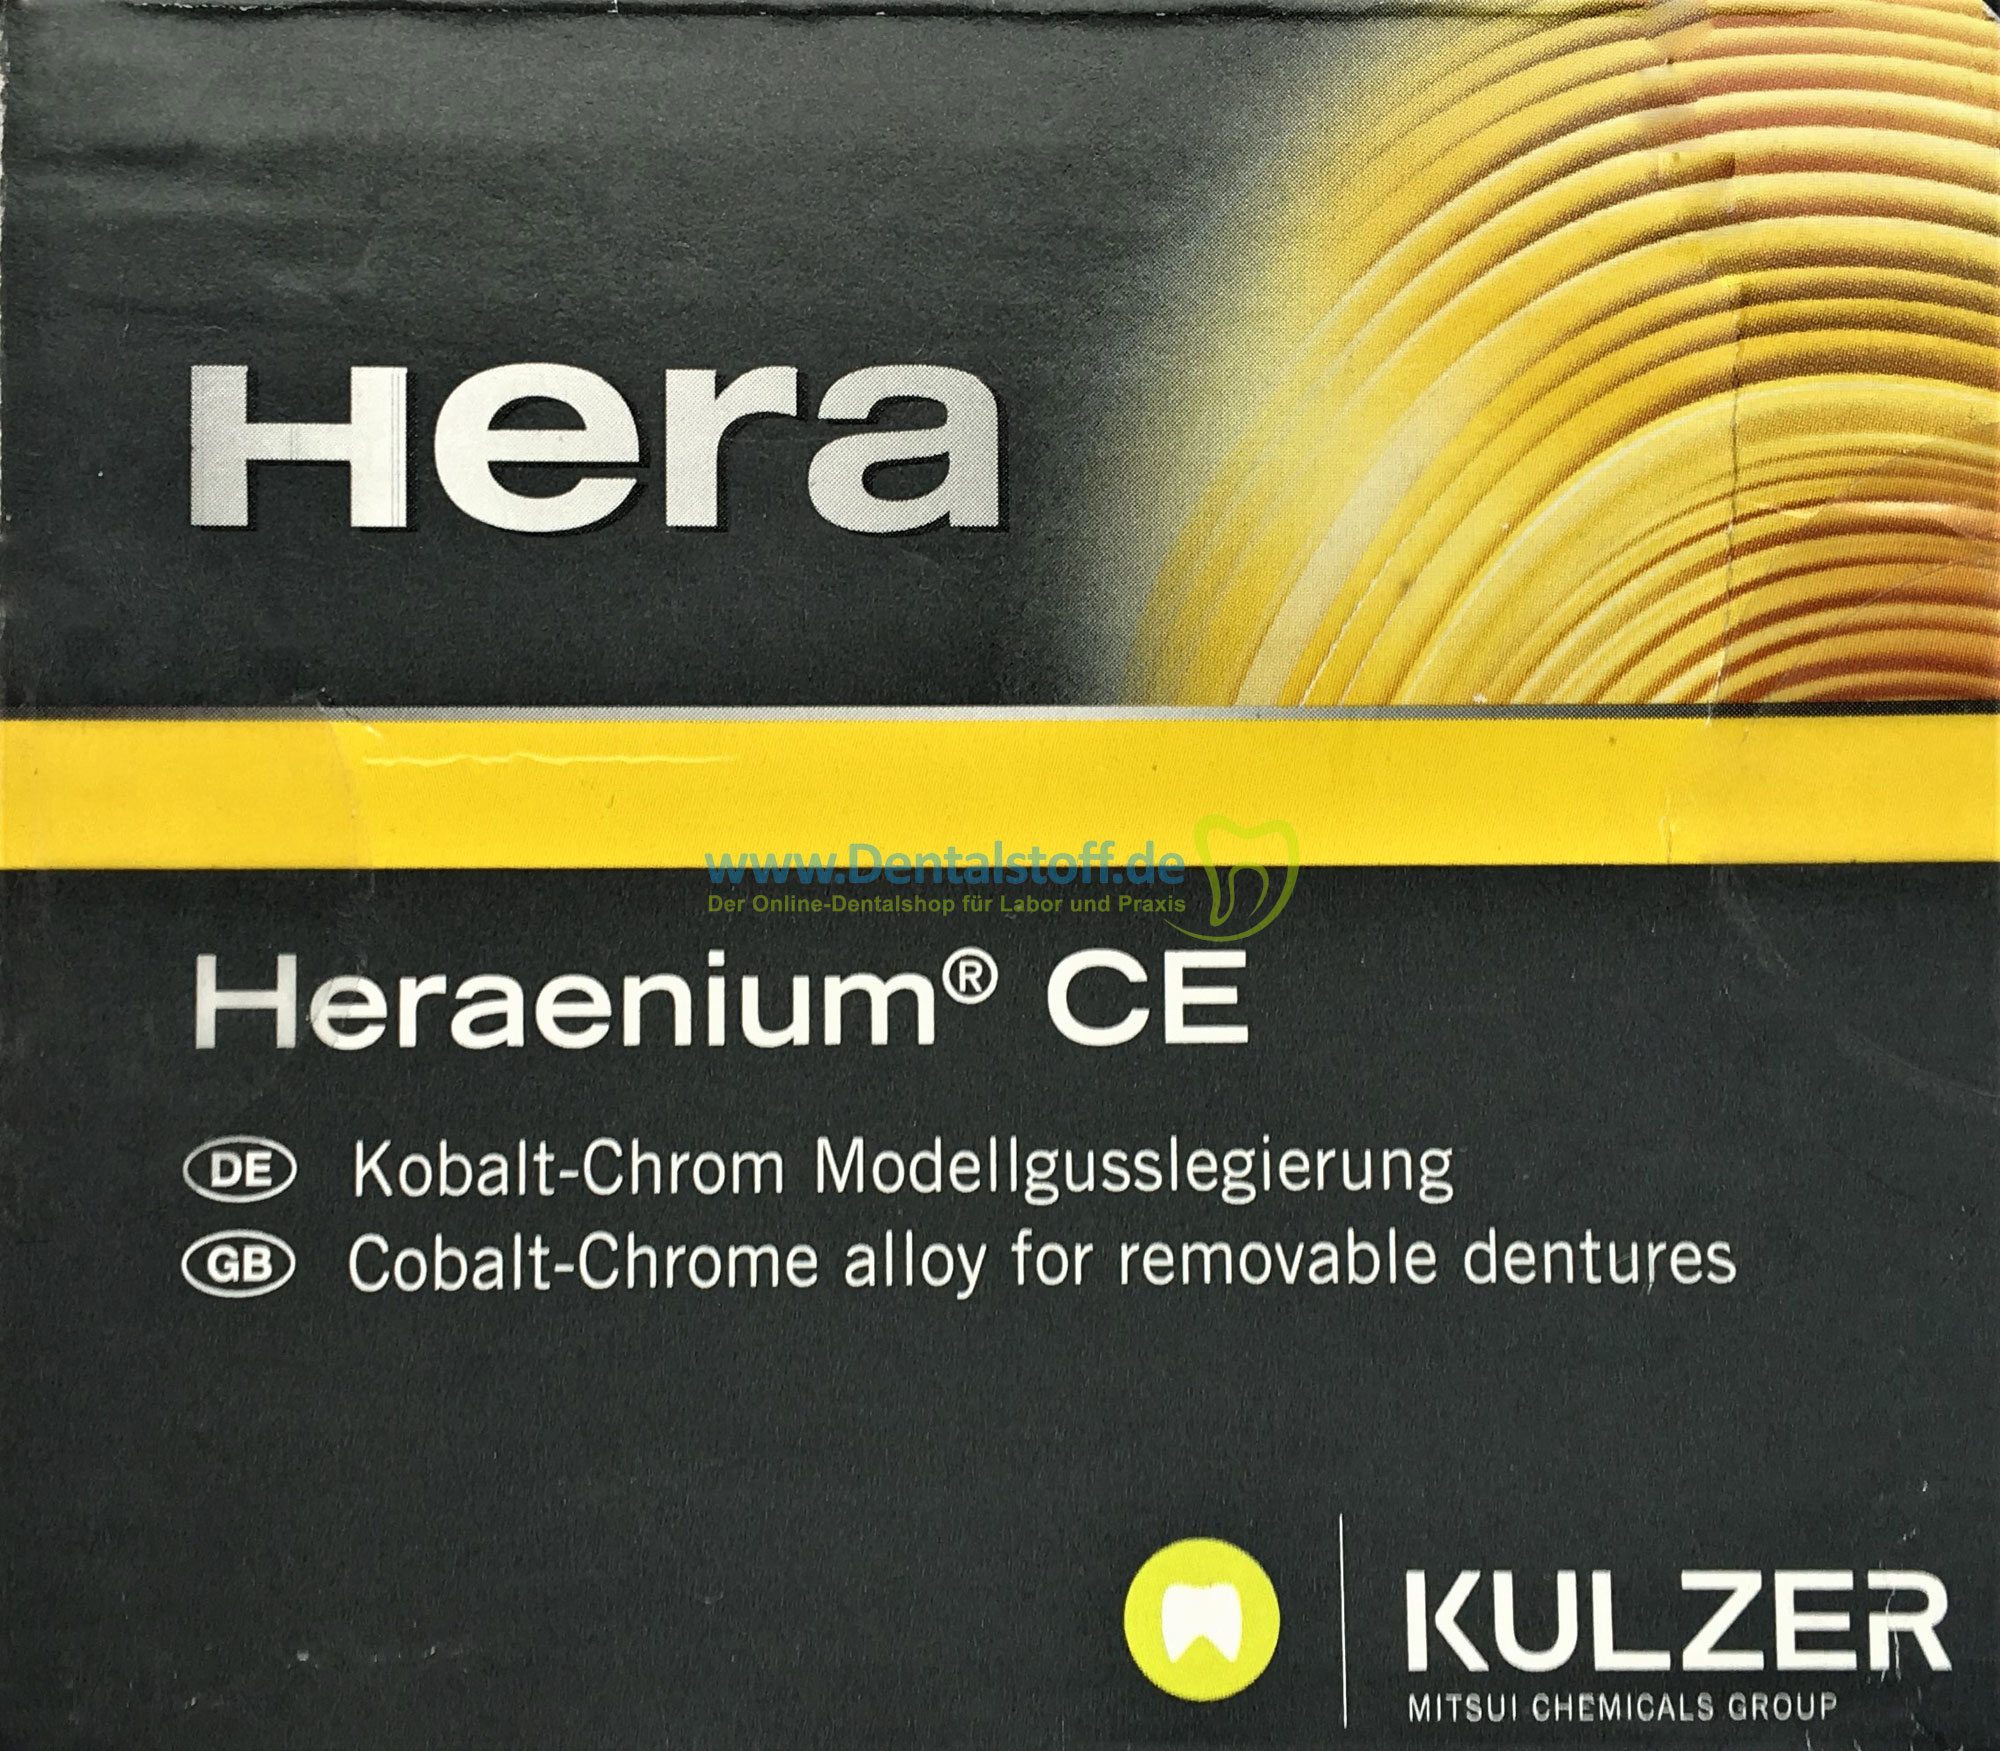 Hera
www.Dentalstoff.de
Der Online-Dentalshop für Labor und Praxis
Heraenium® CE
DE Kobalt-Chrom Modellgusslegierung
GB Cobalt-Chrome alloy for removable dentures
KULZER
MITSUI CHEMICALS GROUP